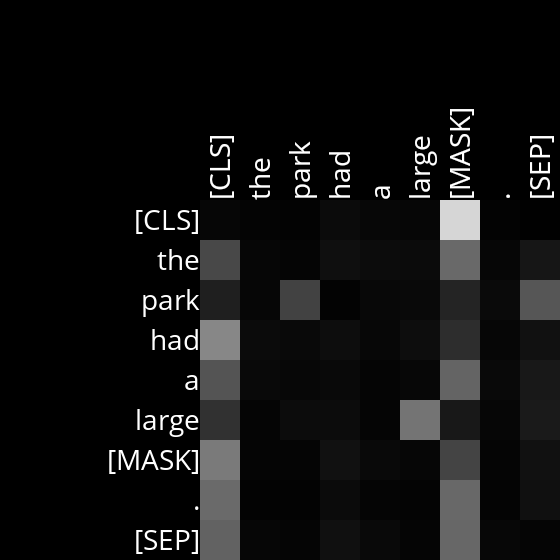 [CLS] the park had a large [MASK] . [SEP]
[CLS]
the
park
had
a
large
[MASK]
.
[SEP]